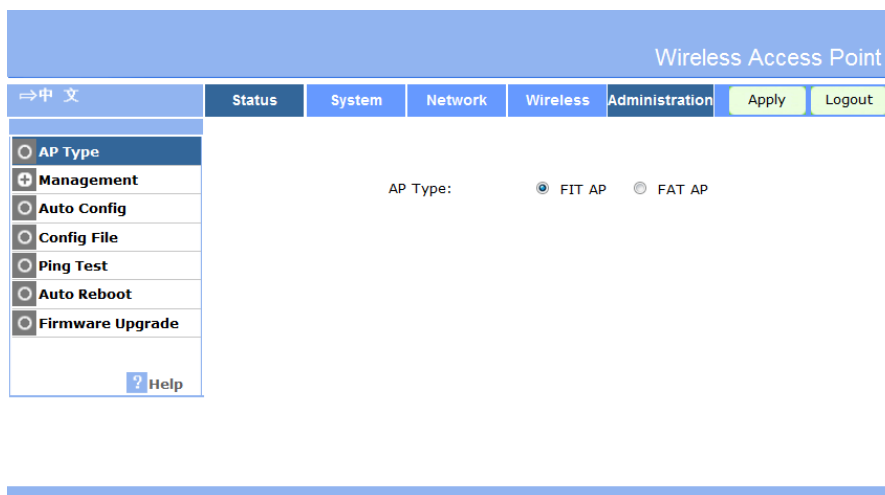 Wireless Access Point
⇒中 文
Status System Network Wireless Administration Apply Logout
AP Type
Management
Auto Config
Config File
Ping Test
Auto Reboot
Firmware Upgrade
? Help
AP Type: FIT AP FAT AP